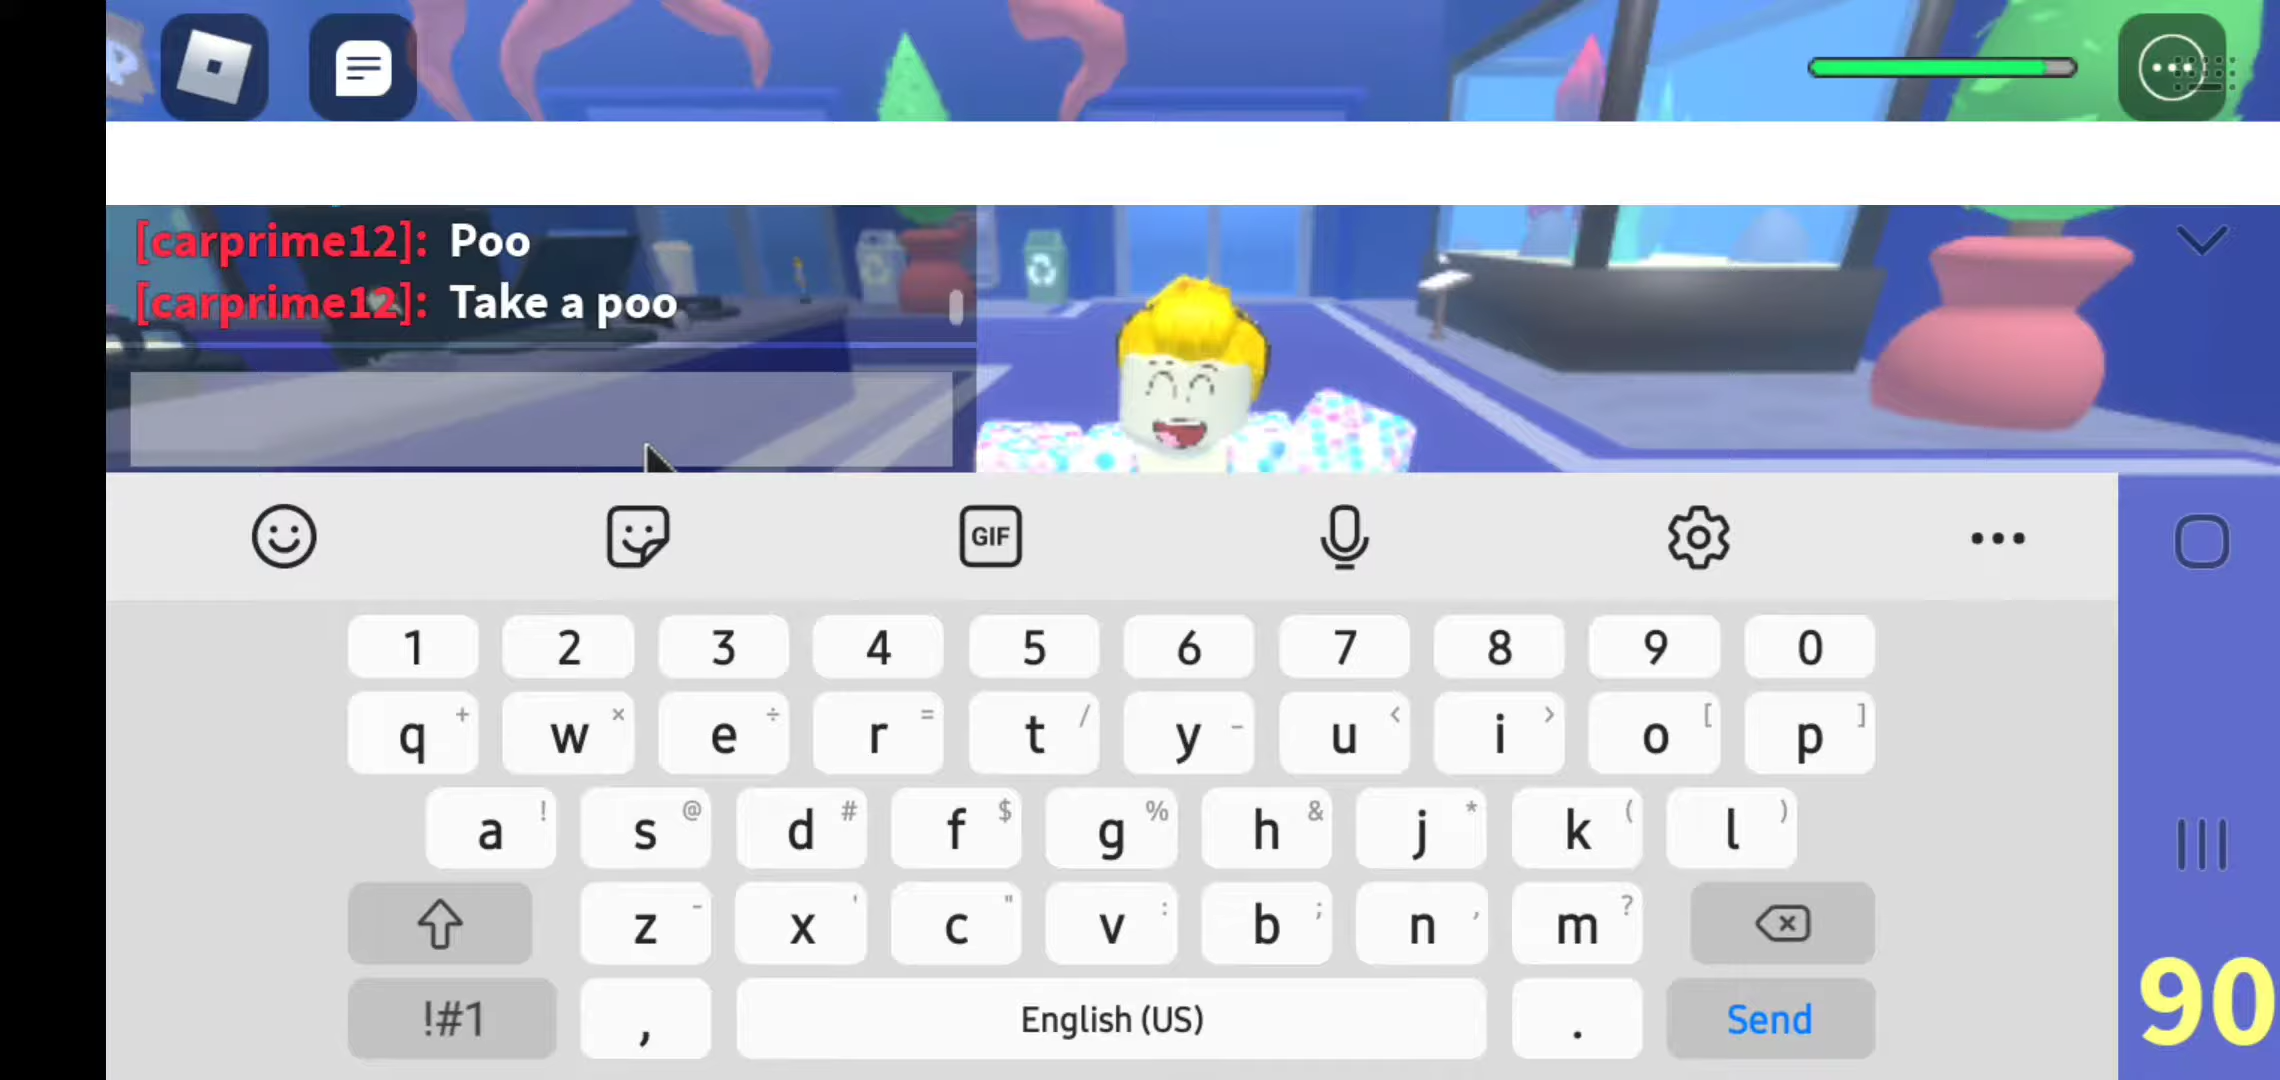 [carprime12]: Poo
[carprime12]: Take a poo
GIF
1 2 3 4 5 6 7 8 9 0
q + w × e ÷ r = t / y _ u < i > o [ p ]
a ! s @ d # f $ g % h & j * k ( l )
z - x ' c " v : b ; n , m ?
!#1 , English (US) . Send
90